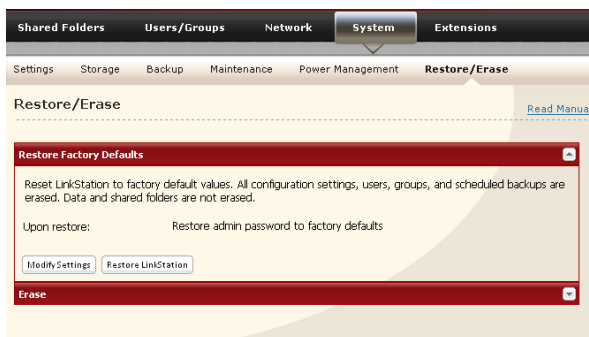 Shared Folders Users/Groups Network System Extensions
Settings Storage Backup Maintenance Power Management Restore/Erase
Restore/Erase
Read Manua
Restore Factory Defaults
Reset LinkStation to factory default values. All configuration settings, users, groups, and scheduled backups are
erased. Data and shared folders are not erased.
Upon restore: Restore admin password to factory defaults
Modify Settings Restore LinkStation
Erase